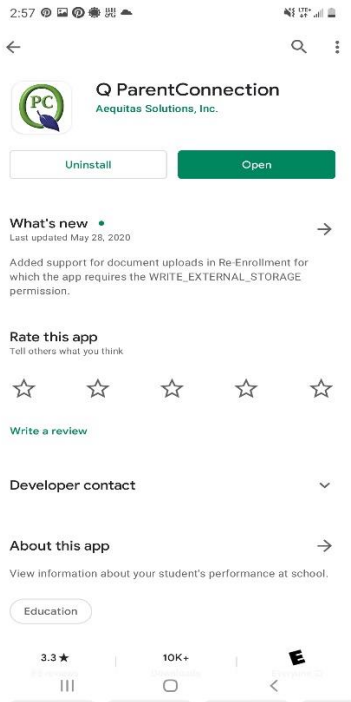 2:57
Q ParentConnection
Aequitas Solutions, Inc.
PC
Uninstall
Open
What's new
Last updated May 28, 2020
Added support for document uploads in Re-Enrollment for
which the app requires the WRITE_EXTERNAL_STORAGE
permission.
Rate this app
Tell others what you think
Write a review
Developer contact
About this app
View information about your student's performance at school.
Education
3.3★
10K+
E